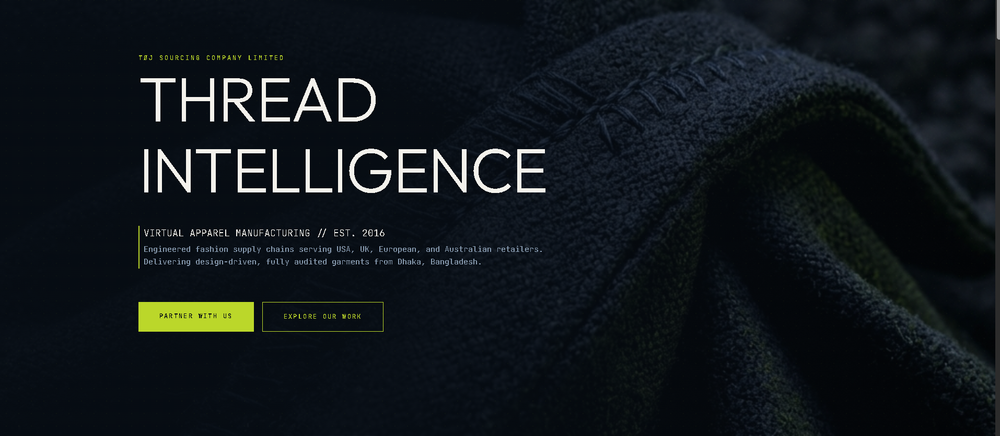 TØJ SOURCING COMPANY LIMITED
THREAD
INTELLIGENCE
VIRTUAL APPAREL MANUFACTURING // EST. 2016
Engineered fashion supply chains serving USA, UK, European, and Australian retailers.
Delivering design-driven, fully audited garments from Dhaka, Bangladesh.
PARTNER WITH US
EXPLORE OUR WORK